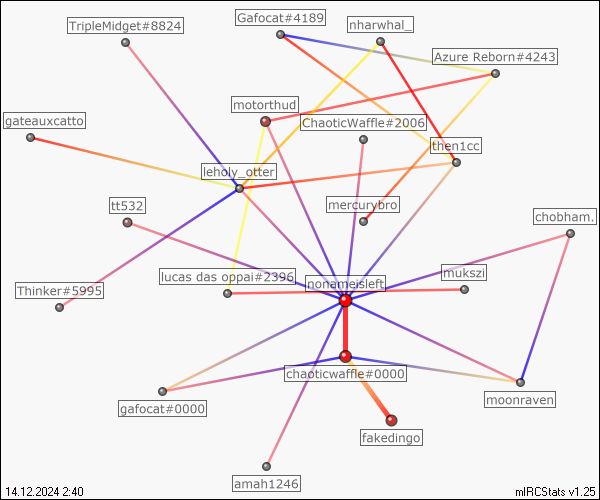 Gafocat#4189
nharwhal_
TripleMidget#8824
Azure Reborn#4243
motorthud
gateauxcatto
ChaoticWaffle#2006
then1cc
leholy_otter
mercurybro
tt532
chobham.
mukszi
lucas das oppai#2396
nonameisleft
Thinker#5995
chaoticwaffle#0000
moonraven
gafocat#0000
fakedingo
amah1246
14.12.2024 2:40
mIRCStats v1.25